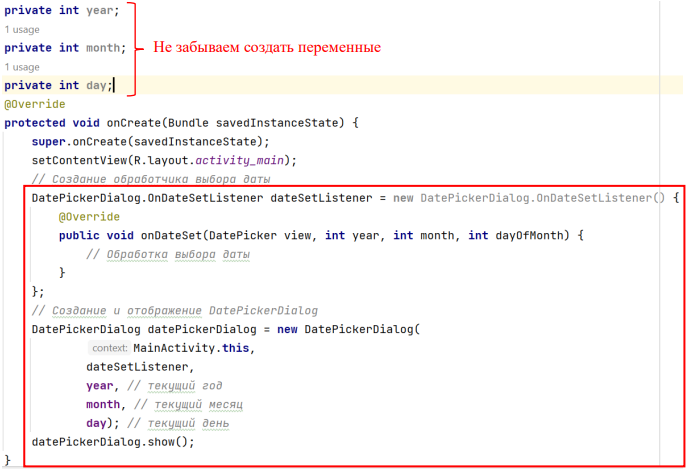 private int year;
1 usage
private int month;
Не забываем создать переменные
1 usage
private int day;
@Override
protected void onCreate(Bundle savedInstanceState) {
super.onCreate(savedInstanceState);
setContentView(R.layout.activity_main);
// Создание обработчика выбора даты
DatePickerDialog.OnDateSetListener dateSetListener = new DatePickerDialog.OnDateSetListener() {
@Override
public void onDateSet(DatePicker view, int year, int month, int dayOfMonth) {
// Обработка выбора даты
}
};
// Создание и отображение DatePickerDialog
DatePickerDialog datePickerDialog = new DatePickerDialog(
context: MainActivity.this,
dateSetListener,
year, // текущий год
month, // текущий месяц
day); // текущий день
datePickerDialog.show();
}